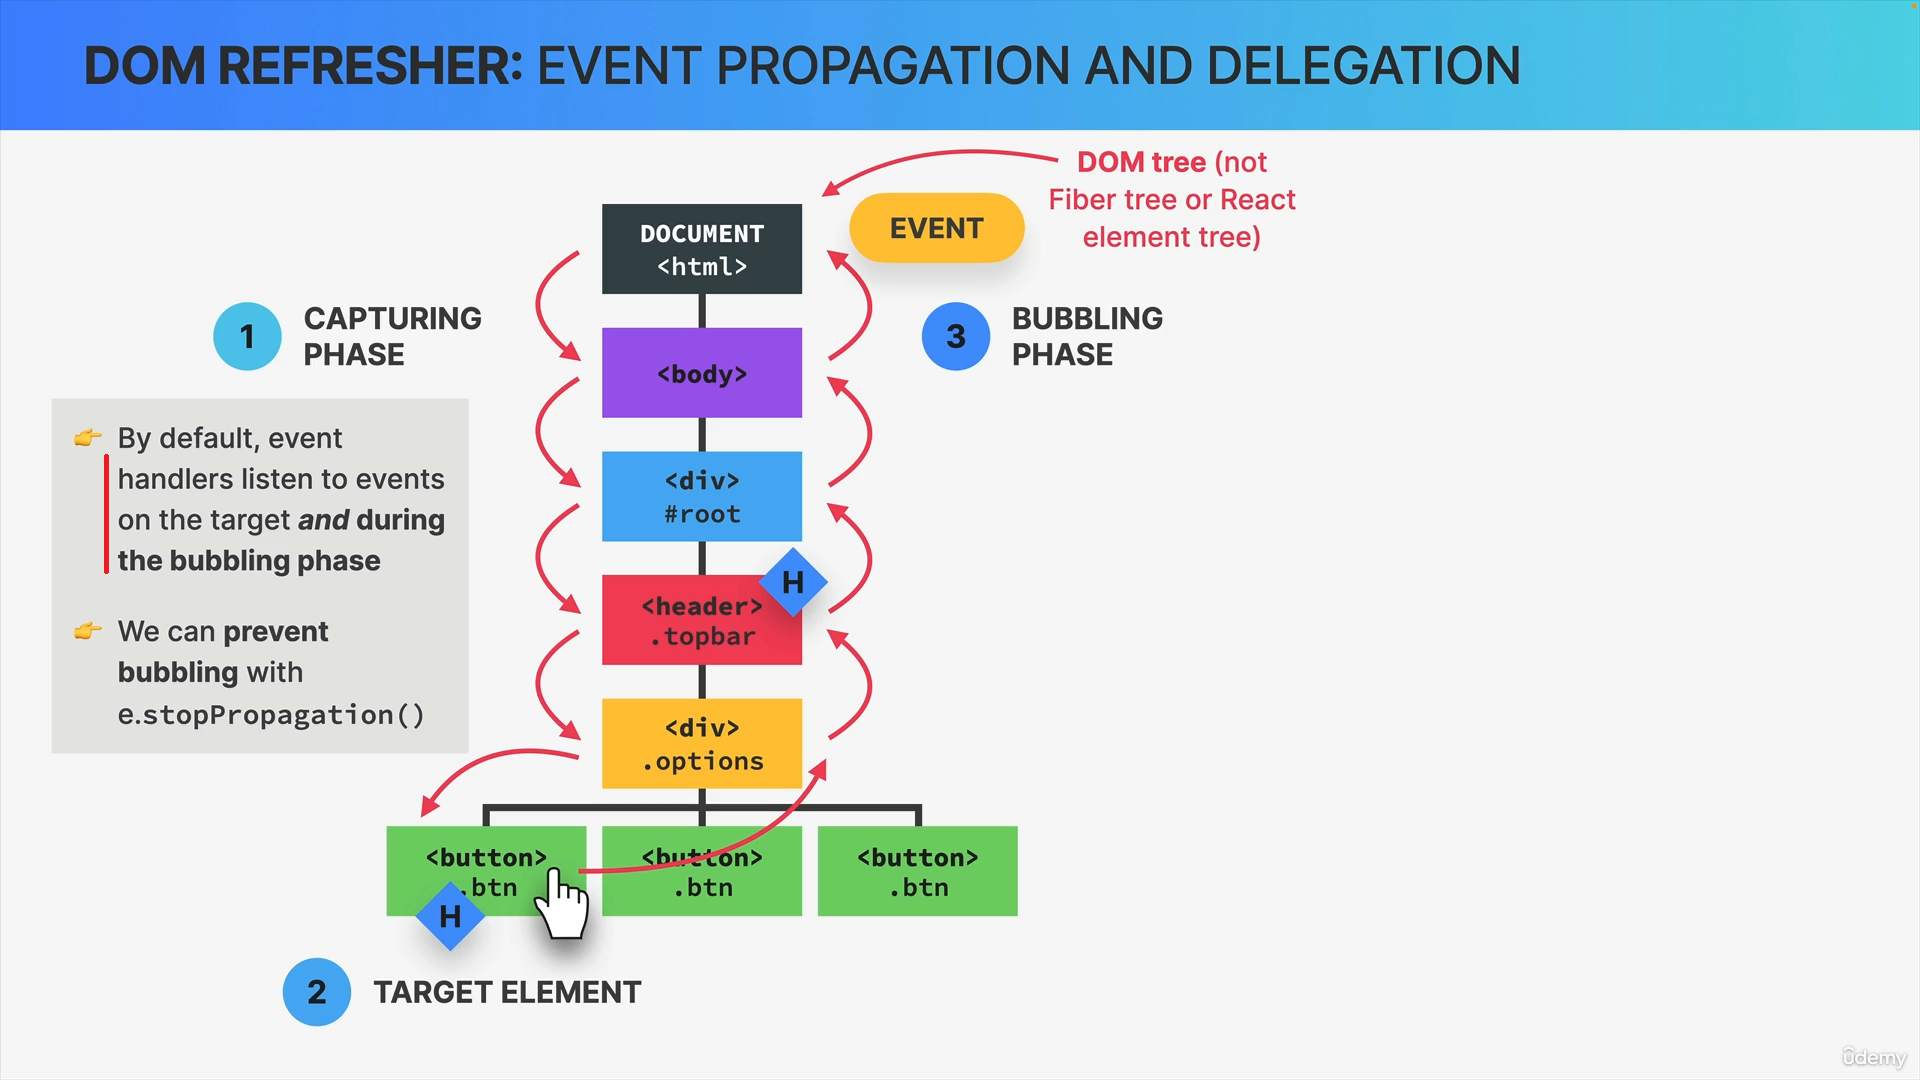 DOM REFRESHER: EVENT PROPAGATION AND DELEGATION
DOM tree (not
Fiber tree or React
element tree)
EVENT
DOCUMENT
<html>
1
CAPTURING
PHASE
3
BUBBLING
PHASE
<body>
👉 By default, event
handlers listen to events
on the target and during
the bubbling phase
👉 We can prevent
bubbling with
e.stopPropagation()
<div>
#root
H
<header>
.topbar
<div>
.options
<button>
.btn
H
<button>
.btn
<button>
.btn
2
TARGET ELEMENT
ûdemy